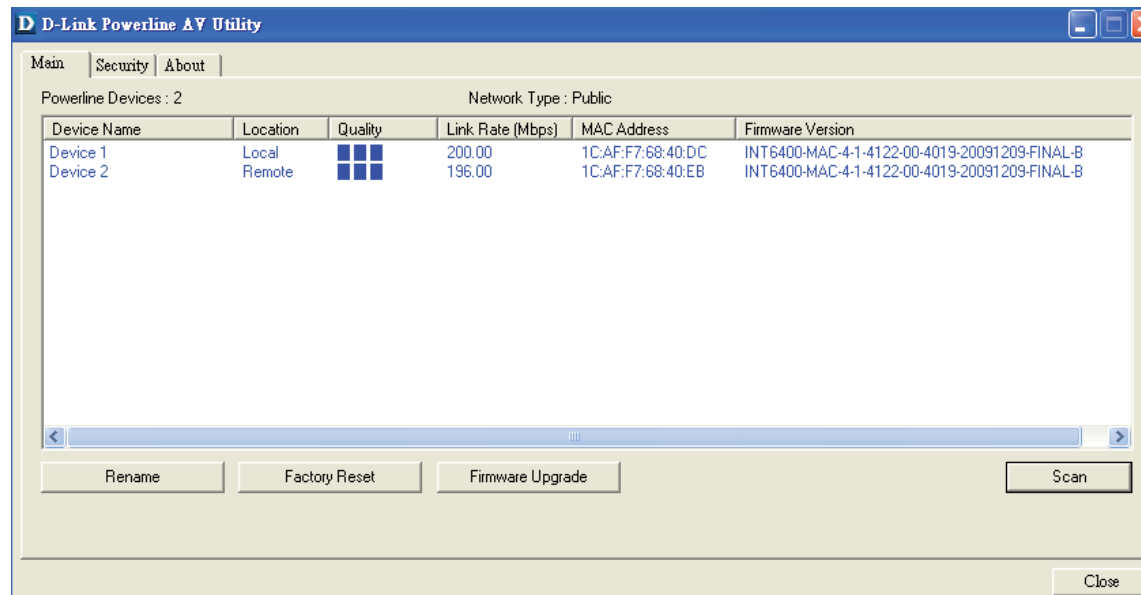 D D-Link Powerline AV Utility
Main Security About
Powerline Devices : 2 Network Type : Public
Device Name Location Quality Link Rate (Mbps) MAC Address Firmware Version
Device 1 Local 200.00 1C:AF:F7:68:40:DC INT6400-MAC-4-1-4122-00-4019-20091209-FINAL-B
Device 2 Remote 196.00 1C:AF:F7:68:40:EB INT6400-MAC-4-1-4122-00-4019-20091209-FINAL-B
Rename Factory Reset Firmware Upgrade Scan
Close